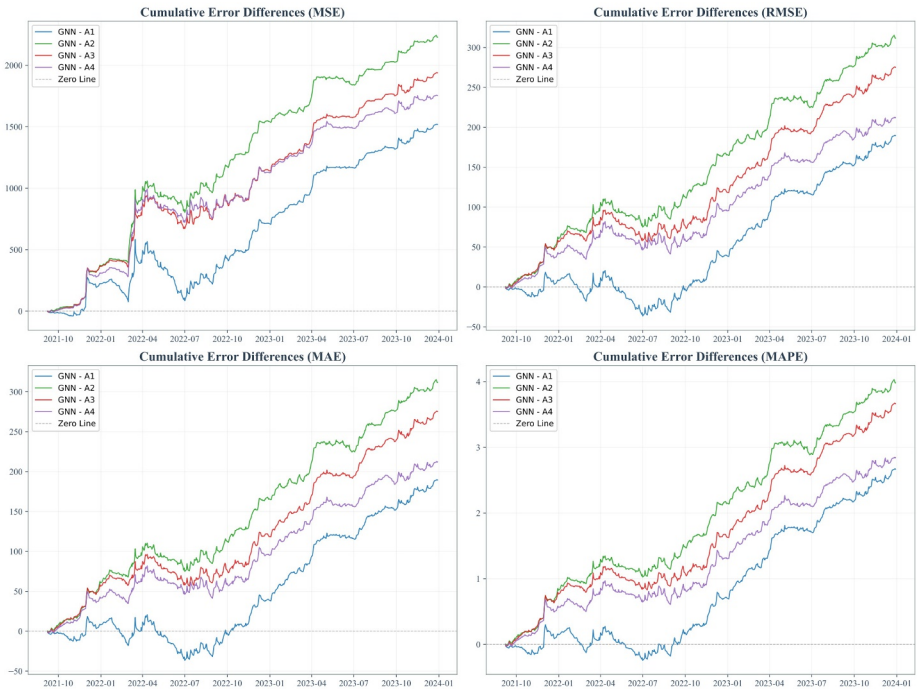 Cumulative Error Differences (MSE)
GNN - A1
GNN - A2
GNN - A3
GNN - A4
Zero Line
2000
1500
1000
500
0
2021-10 2022-01 2022-04 2022-07 2022-10 2023-01 2023-04 2023-07 2023-10 2024-01
Cumulative Error Differences (RMSE)
GNN - A1
GNN - A2
GNN - A3
GNN - A4
Zero Line
300
250
200
150
100
50
0
−50
2021-10 2022-01 2022-04 2022-07 2022-10 2023-01 2023-04 2023-07 2023-10 2024-01
Cumulative Error Differences (MAE)
GNN - A1
GNN - A2
GNN - A3
GNN - A4
Zero Line
300
250
200
150
100
50
0
−50
2021-10 2022-01 2022-04 2022-07 2022-10 2023-01 2023-04 2023-07 2023-10 2024-01
Cumulative Error Differences (MAPE)
GNN - A1
GNN - A2
GNN - A3
GNN - A4
Zero Line
4
3
2
1
0
2021-10 2022-01 2022-04 2022-07 2022-10 2023-01 2023-04 2023-07 2023-10 2024-01